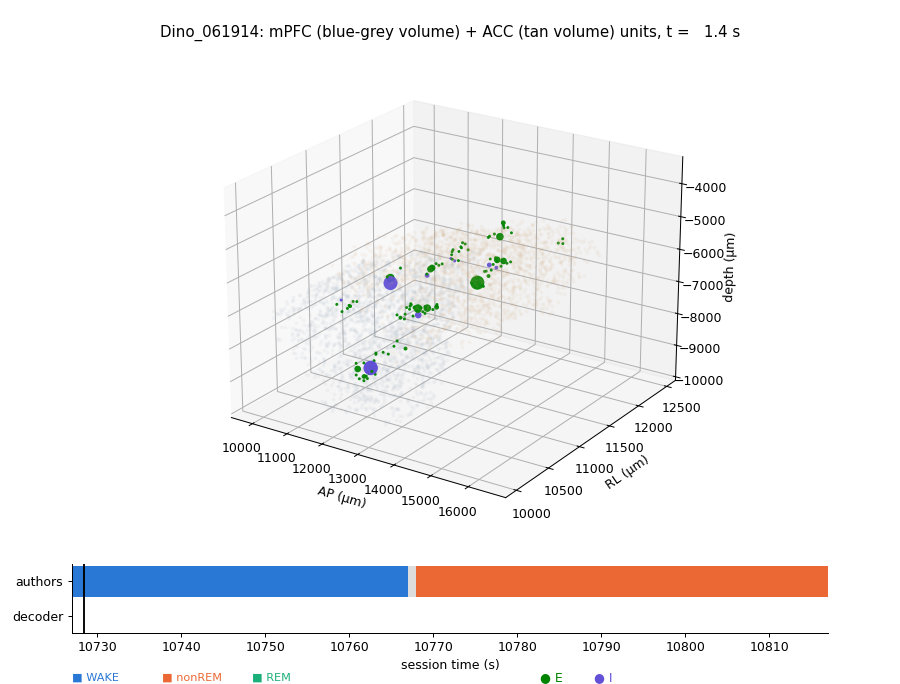 Dino_061914: mPFC (blue-grey volume) + ACC (tan volume) units, t =   1.4 s
−4000
−5000
−6000
−7000
−8000
−9000
−10000
depth (μm)
10000
11000
12000
13000
14000
15000
16000
AP (μm)
10000
10500
11000
11500
12000
12500
RL (μm)
authors
decoder
10730 10740 10750 10760 10770 10780 10790 10800 10810
session time (s)
WAKE nonREM REM E I